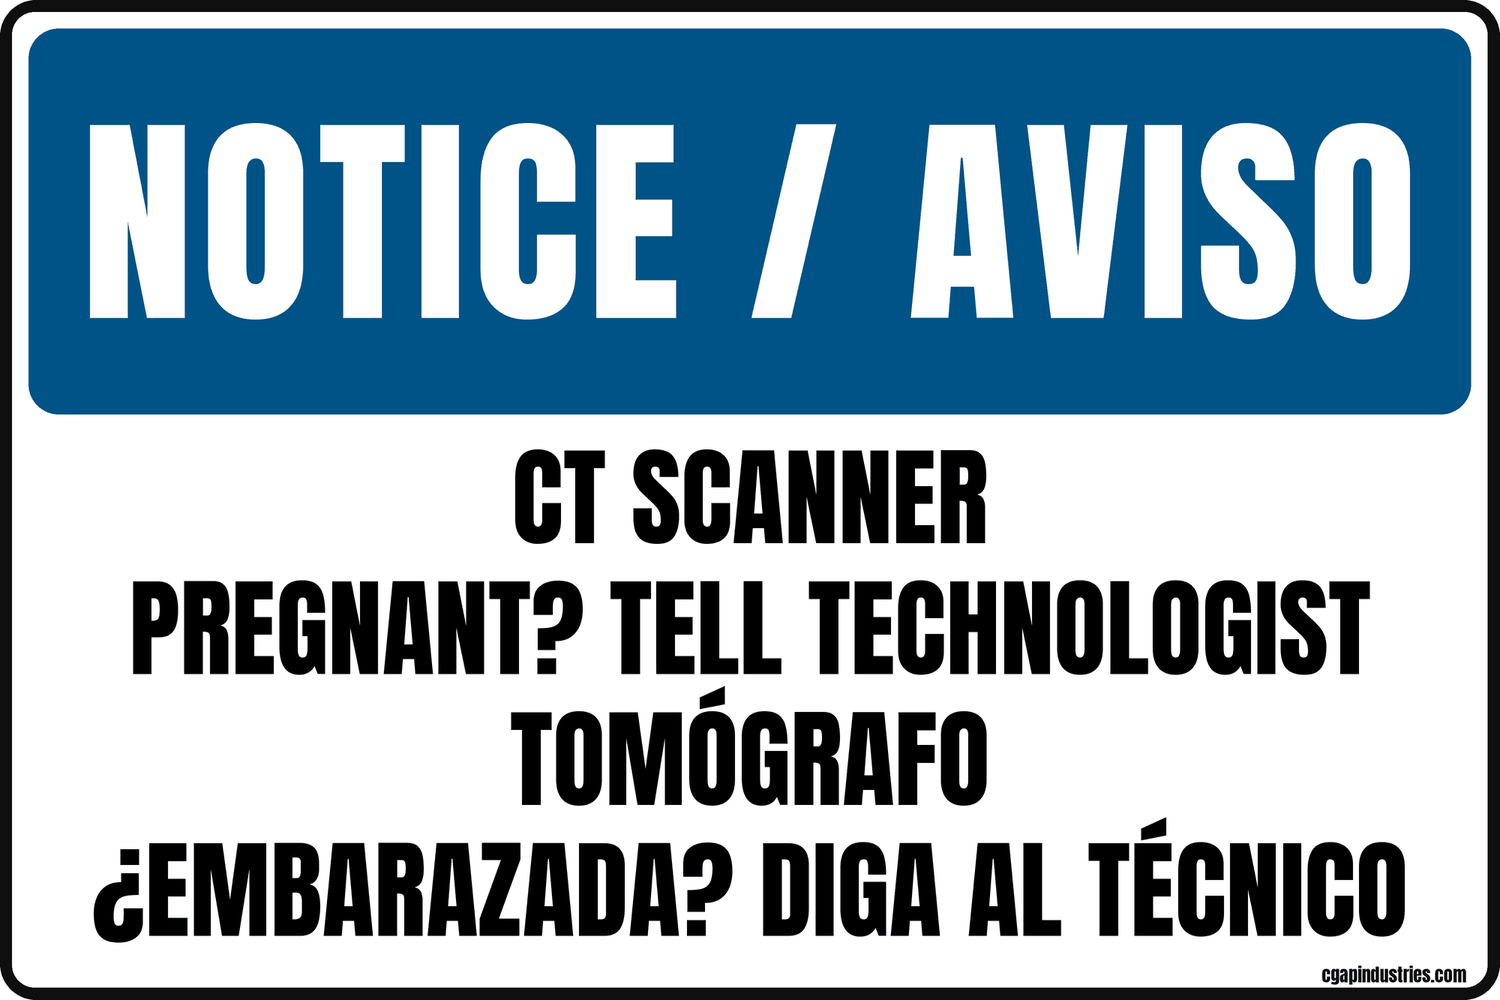 NOTICE / AVISO
CT SCANNER
PREGNANT? TELL TECHNOLOGIST
TOMÓGRAFO
¿EMBARAZADA? DIGA AL TÉCNICO
cgapindustries.com